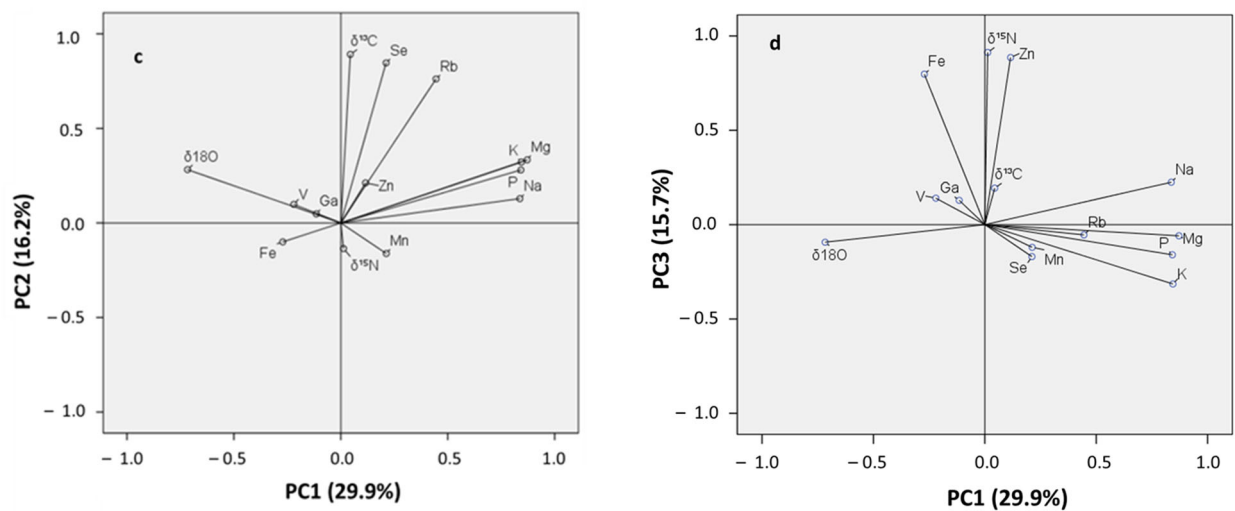 c
1.0
0.5
0.0
– 0.5
– 1.0
δ¹³C
Se
Rb
K
Mg
P
Na
δ18O
V
Ga
Zn
Fe
δ¹⁵N
Mn
– 1.0
– 0.5
0.0
0.5
1.0
PC2 (16.2%)
PC1 (29.9%)
d
1.0
0.5
0.0
– 0.5
– 1.0
Fe
δ¹⁵N
Zn
δ¹³C
Na
V
Ga
Rb
P
Mg
K
Se
Mn
δ18O
– 1.0
– 0.5
0.0
0.5
1.0
PC3 (15.7%)
PC1 (29.9%)